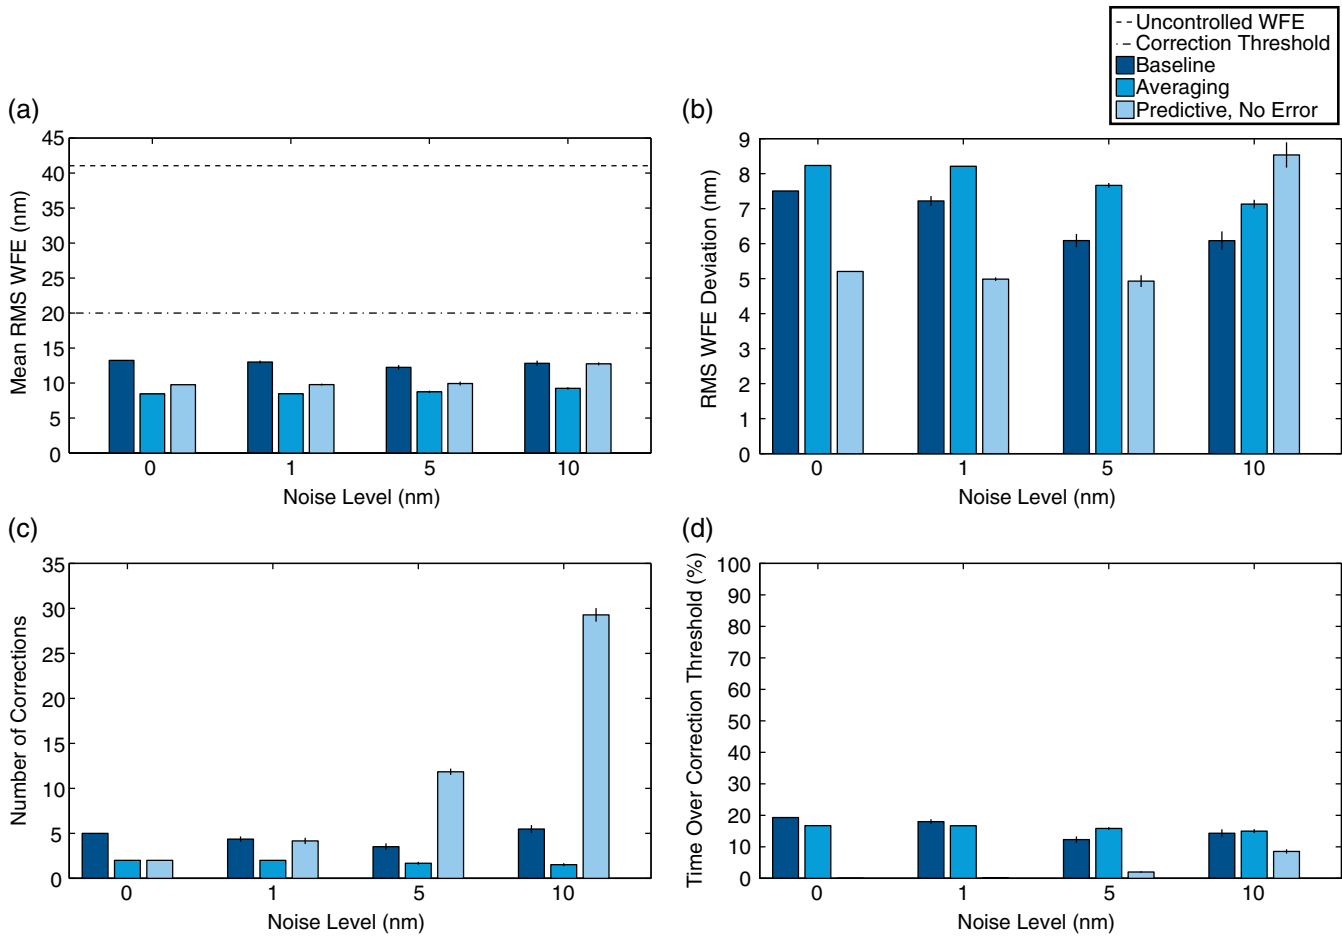 Uncontrolled WFE
Correction Threshold
Baseline
Averaging
Predictive, No Error
(a)
45
40
35
30
25
20
15
10
5
0
Mean RMS WFE (nm)
0 1 5 10
Noise Level (nm)
(b)
9
8
7
6
5
4
3
2
1
0
RMS WFE Deviation (nm)
0 1 5 10
Noise Level (nm)
(c)
35
30
25
20
15
10
5
0
Number of Corrections
0 1 5 10
Noise Level (nm)
(d)
100
90
80
70
60
50
40
30
20
10
0
Time Over Correction Threshold (%)
0 1 5 10
Noise Level (nm)